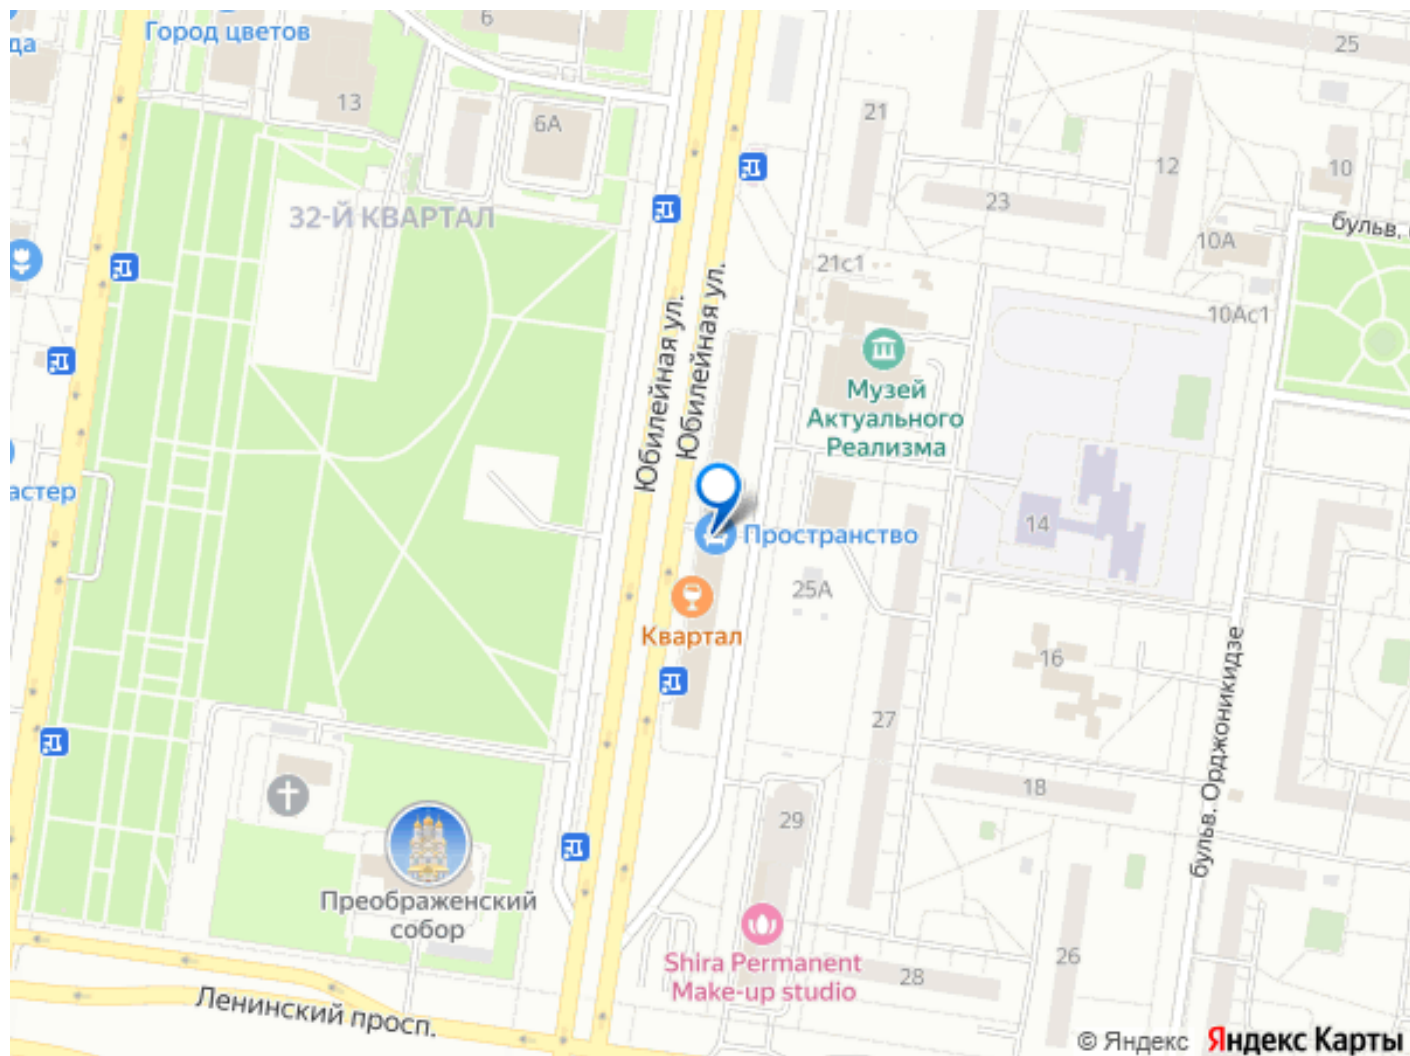 Город цветов
6
25
да
13
6А
21
12
10
32-Й КВАРТАЛ
23
бульв.
10А
21с1
10Ас1
Юбилейная ул.
Юбилейная ул.
Музей
Актуального
Реализма
астер
14
Пространство
25А
Квартал
16
бульв. Орджоникидзе
27
18
29
Преображенский
собор
Shira Permanent
Make-up studio
26
28
Ленинский просп.
© Яндекс Яндекс Карты